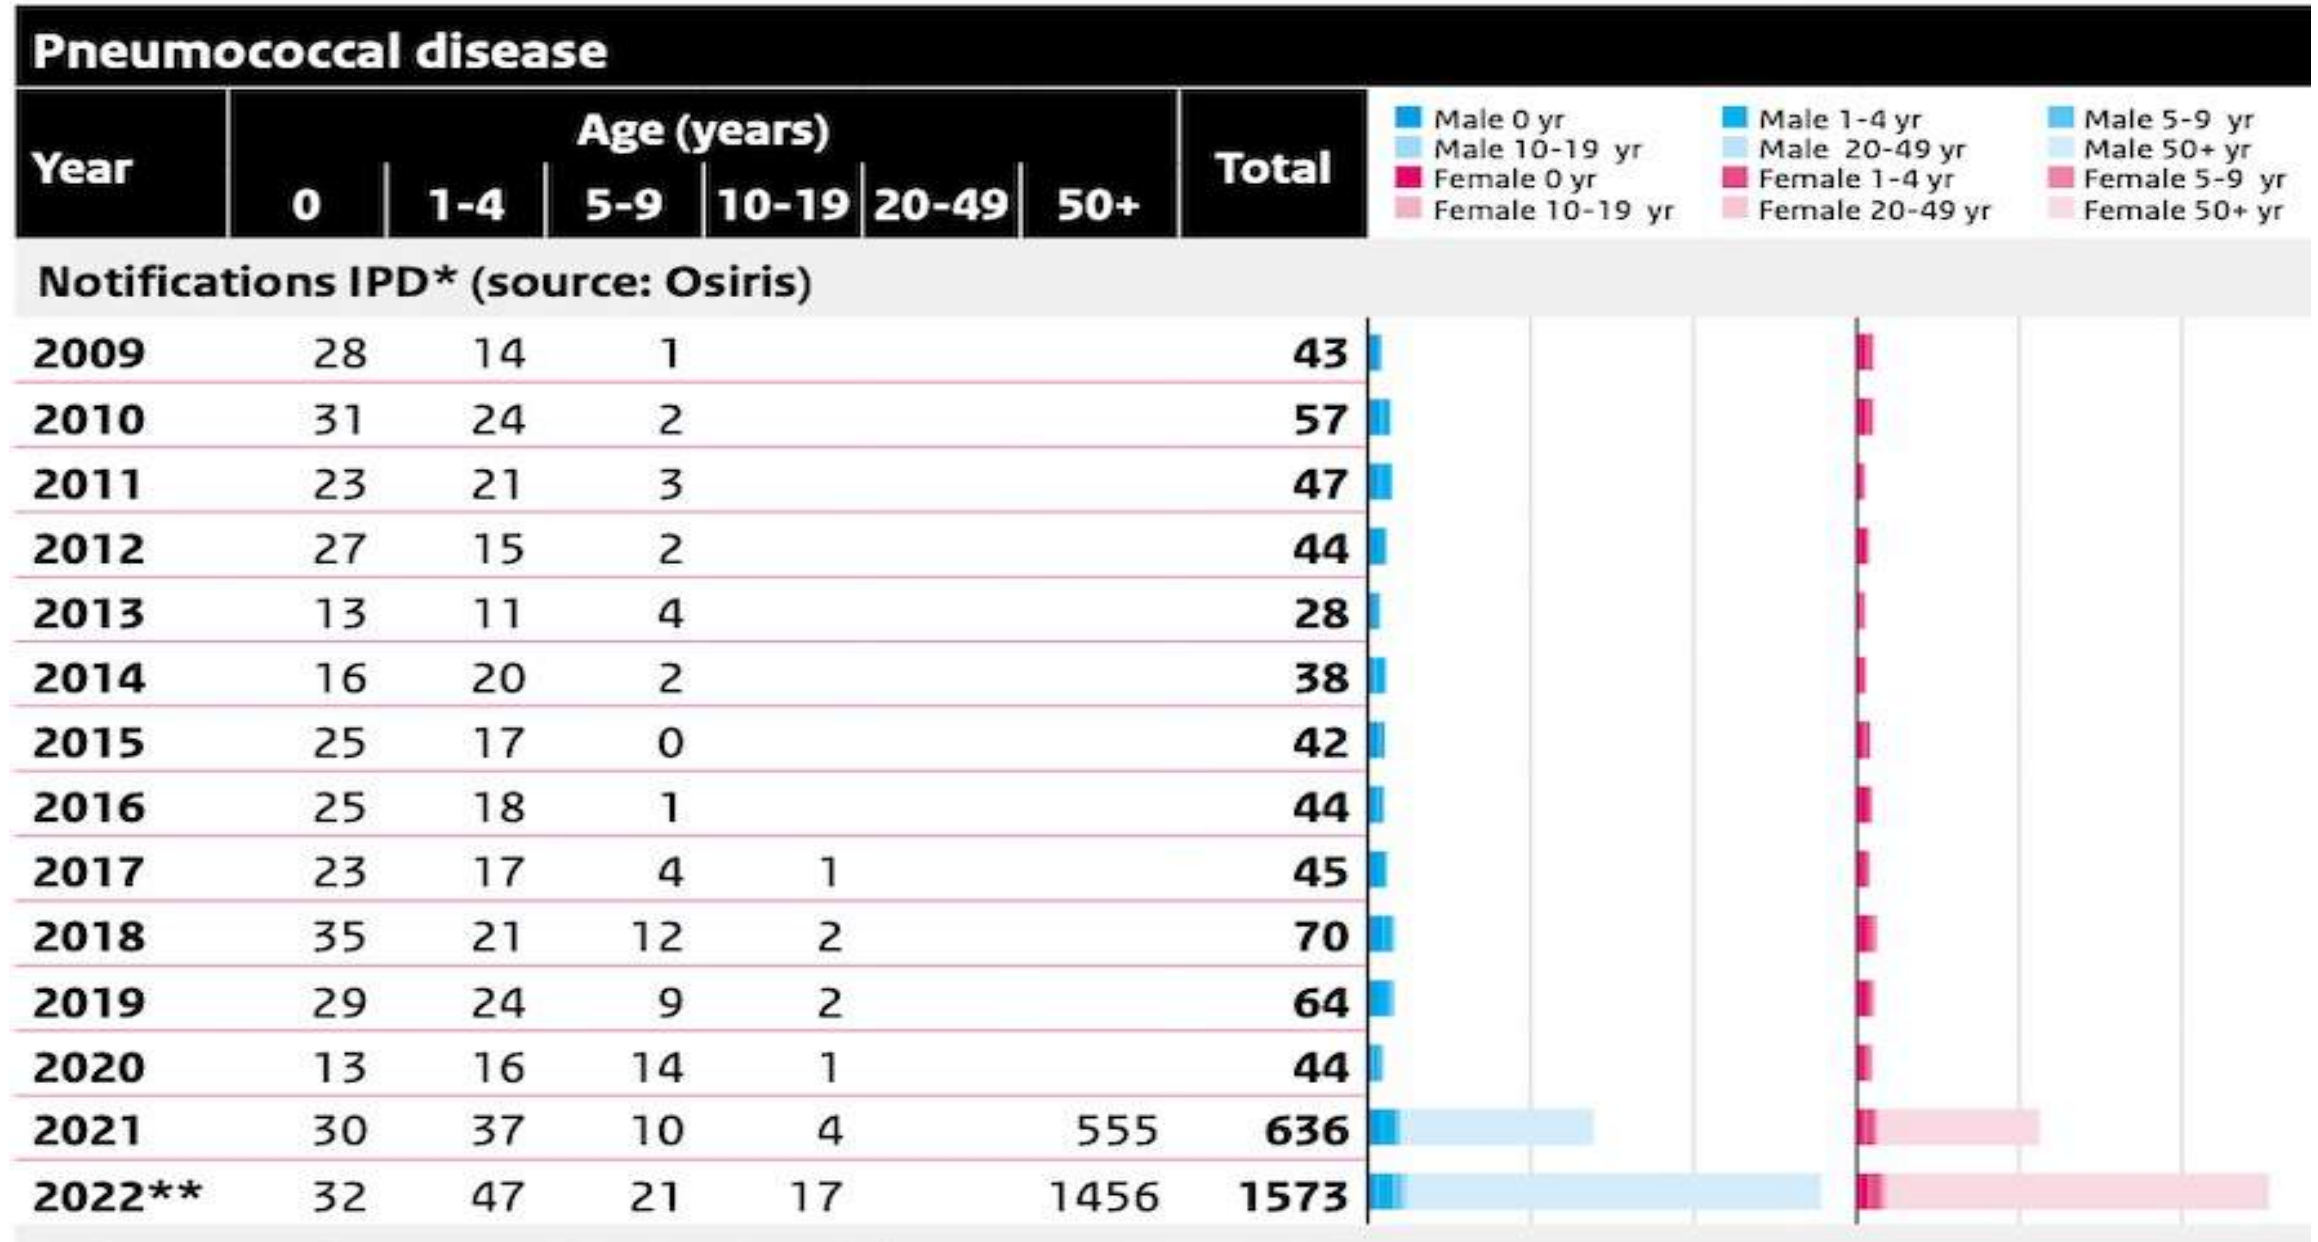 Pneumococcal disease
Year Age (years) Total
0 1-4 5-9 10-19 20-49 50+
Male 0 yr Male 1-4 yr Male 5-9 yr
Male 10-19 yr Male 20-49 yr Male 50+ yr
Female 0 yr Female 1-4 yr Female 5-9 yr
Female 10-19 yr Female 20-49 yr Female 50+ yr
Notifications IPD* (source: Osiris)
2009 28 14 1 43
2010 31 24 2 57
2011 23 21 3 47
2012 27 15 2 44
2013 13 11 4 28
2014 16 20 2 38
2015 25 17 0 42
2016 25 18 1 44
2017 23 17 4 1 45
2018 35 21 12 2 70
2019 29 24 9 2 64
2020 13 16 14 1 44
2021 30 37 10 4 555 636
2022** 32 47 21 17 1456 1573